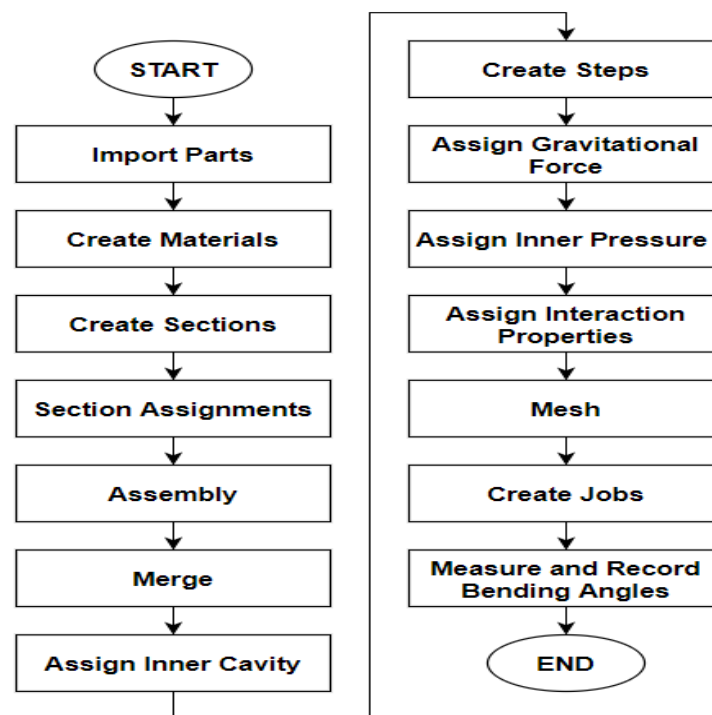 START
Import Parts
Create Materials
Create Sections
Section Assignments
Assembly
Merge
Assign Inner Cavity
Create Steps
Assign Gravitational
Force
Assign Inner Pressure
Assign Interaction
Properties
Mesh
Create Jobs
Measure and Record
Bending Angles
END